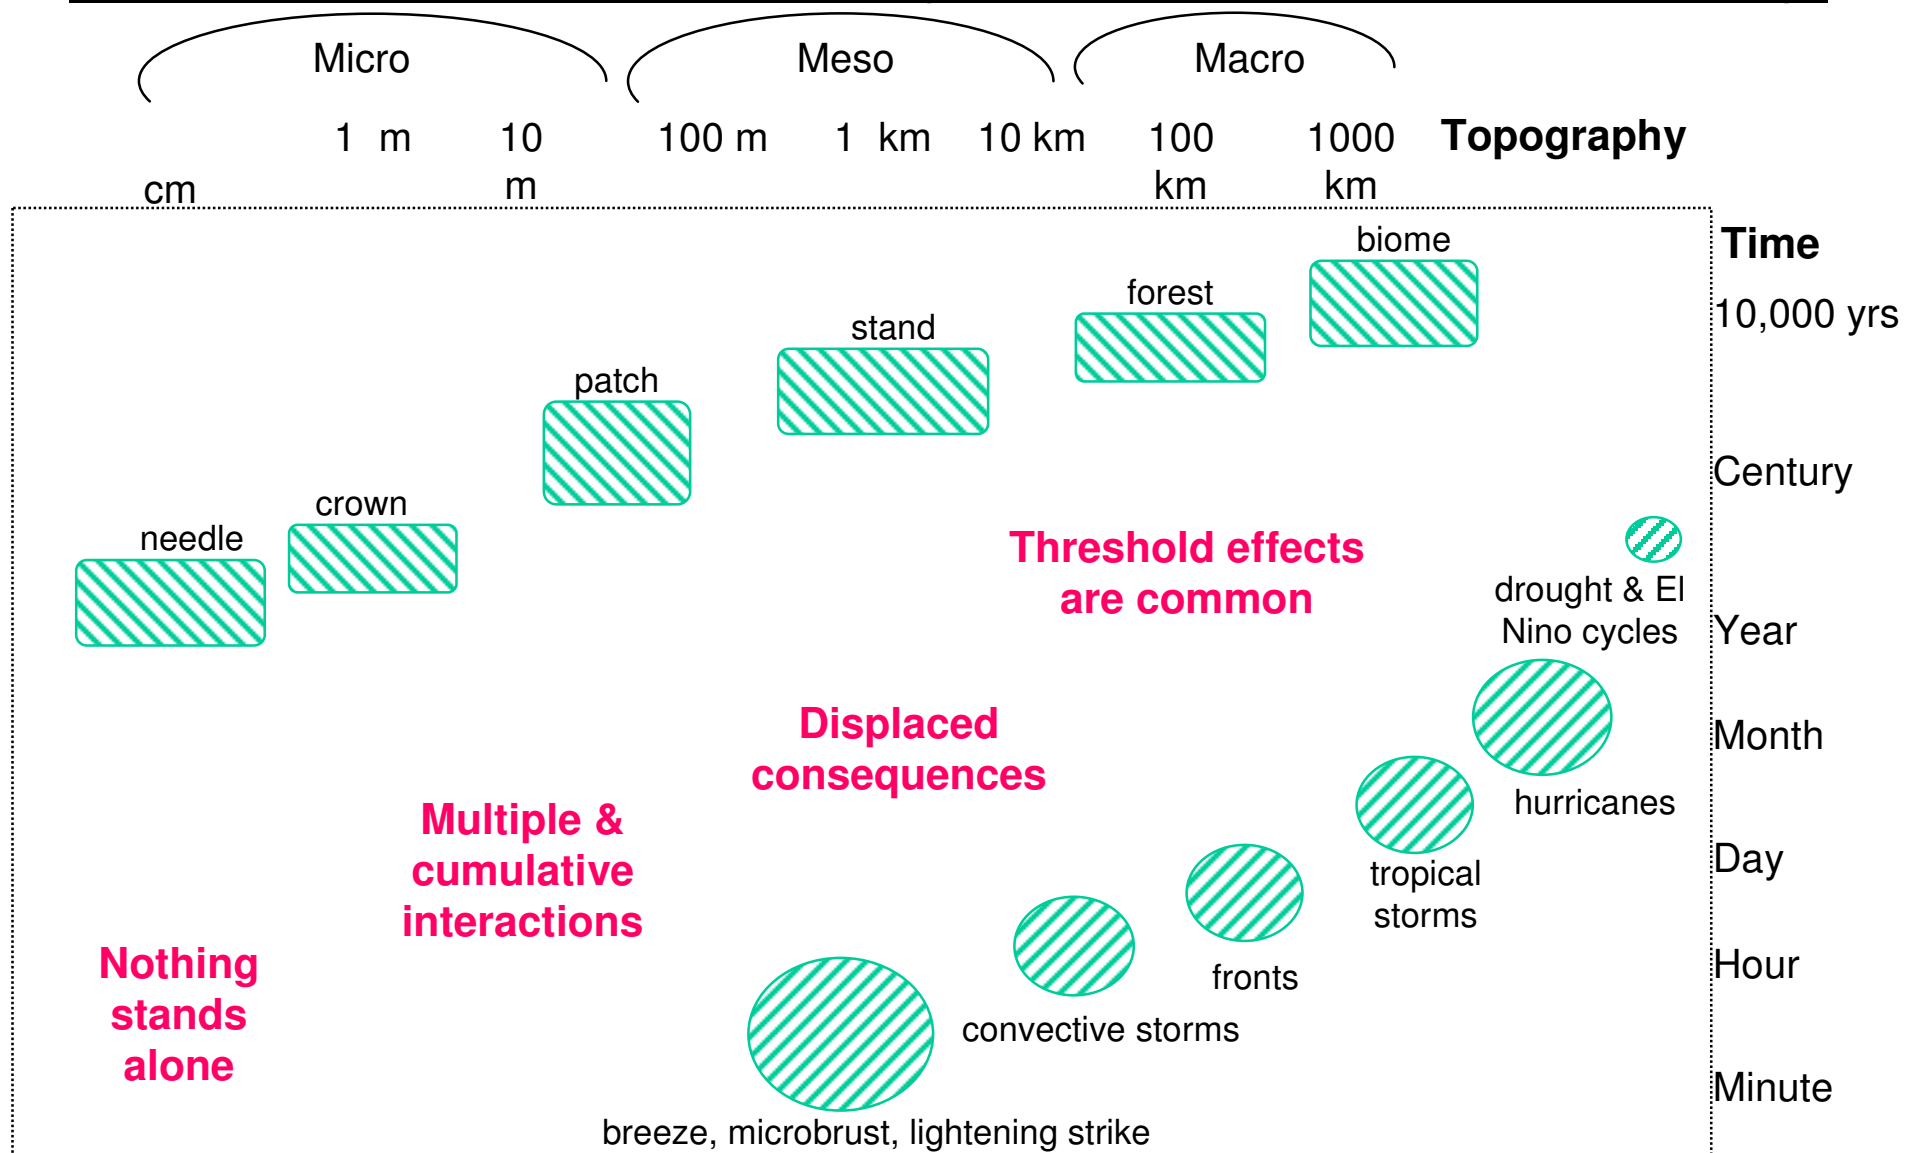 Micro
Meso
Macro
1 m
10
m
100 m
1 km
10 km
100
km
1000
km
Topography
cm
biome
Time
forest
10,000 yrs
stand
patch
Century
crown
needle
Threshold effects
are common
drought & El
Nino cycles
Year
Displaced
consequences
Month
hurricanes
Multiple &
cumulative
interactions
Day
tropical
storms
Nothing
stands
alone
Hour
fronts
convective storms
Minute
breeze, microbrust, lightening strike